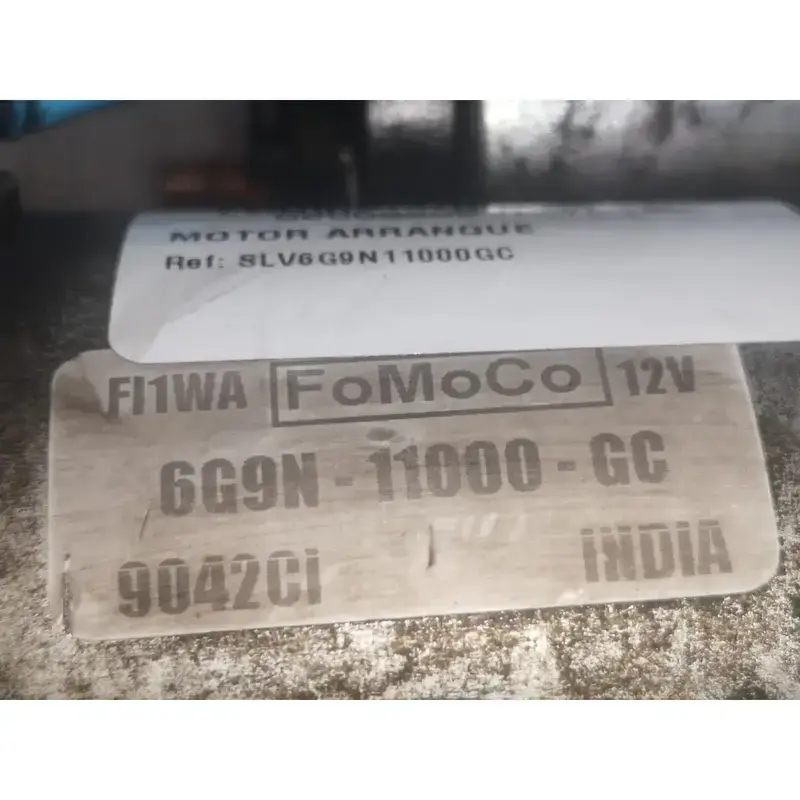 MOTOR ARRANQUE
Ref: SLV6G9N11000GC
FI1WA FoMoCo 12V
6G9N - 11000 - GC
9042Ci INDIA